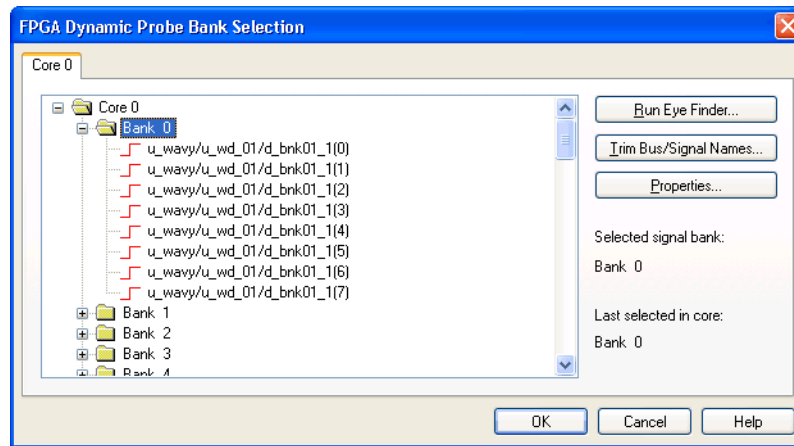 FPGA Dynamic Probe Bank Selection
Core 0
Core 0
Bank 0
u_wavy/u_wd_01/d_bnk01_1(0)
u_wavy/u_wd_01/d_bnk01_1(1)
u_wavy/u_wd_01/d_bnk01_1(2)
u_wavy/u_wd_01/d_bnk01_1(3)
u_wavy/u_wd_01/d_bnk01_1(4)
u_wavy/u_wd_01/d_bnk01_1(5)
u_wavy/u_wd_01/d_bnk01_1(6)
u_wavy/u_wd_01/d_bnk01_1(7)
Bank 1
Bank 2
Bank 3
Bank 4
Run Eye Finder...
Trim Bus/Signal Names...
Properties...
Selected signal bank:
Bank 0
Last selected in core:
Bank 0
OK
Cancel
Help